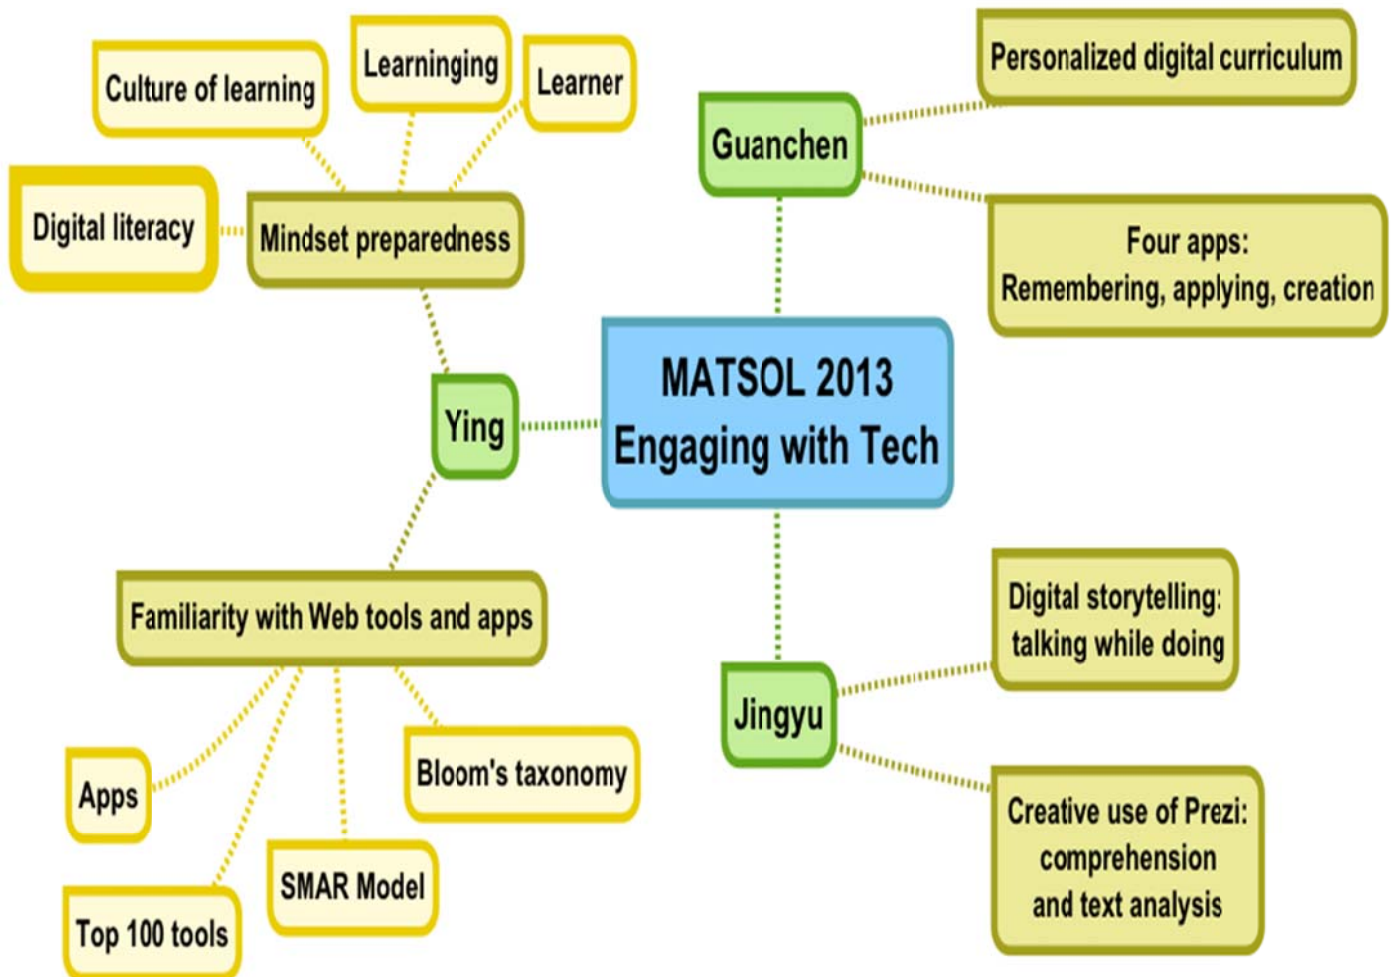 MATSOL 2013
Engaging with Tech
Guanchen
Personalized digital curriculum
Four apps:
Remembering, applying, creation
Ying
Mindset preparedness
Digital literacy
Culture of learning
Learninging
Learner
Familiarity with Web tools and apps
Apps
Top 100 tools
SMAR Model
Bloom's taxonomy
Jingyu
Digital storytelling:
talking while doing
Creative use of Prezi:
comprehension
and text analysis